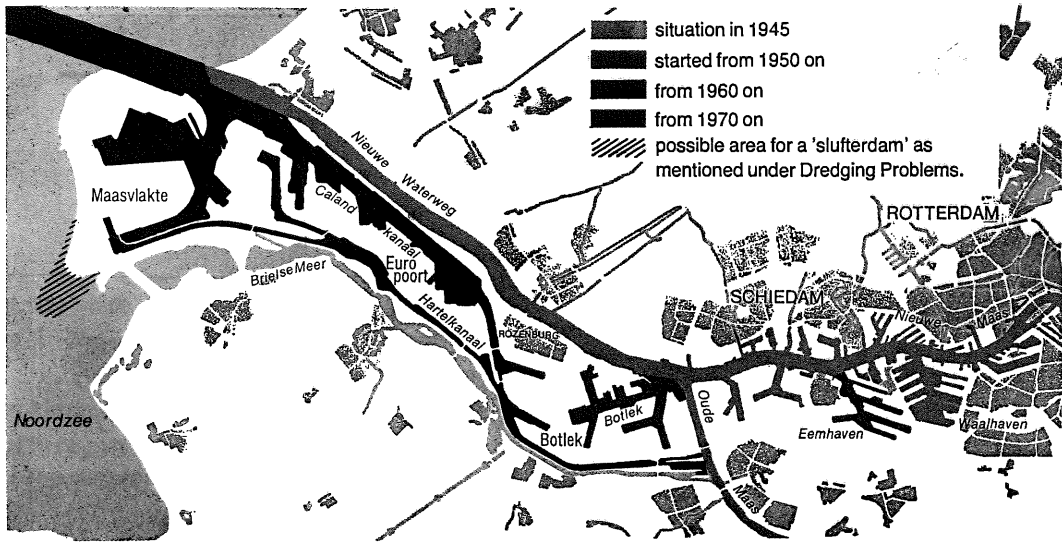 situation in 1945
started from 1950 on
from 1960 on
from 1970 on
possible area for a 'slufterdam' as
mentioned under Dredging Problems.
Maasvlakte
Nieuwe
Waterweg
Caland
kanaal
Euro
poort
Brielse Meer
Hartelkanaal
ROZENBURG
ROTTERDAM
SCHIEDAM
Nieuwe
Maas
Noordzee
Botlek
Botlek
Oude
Maas
Eemhaven
Waalhaven